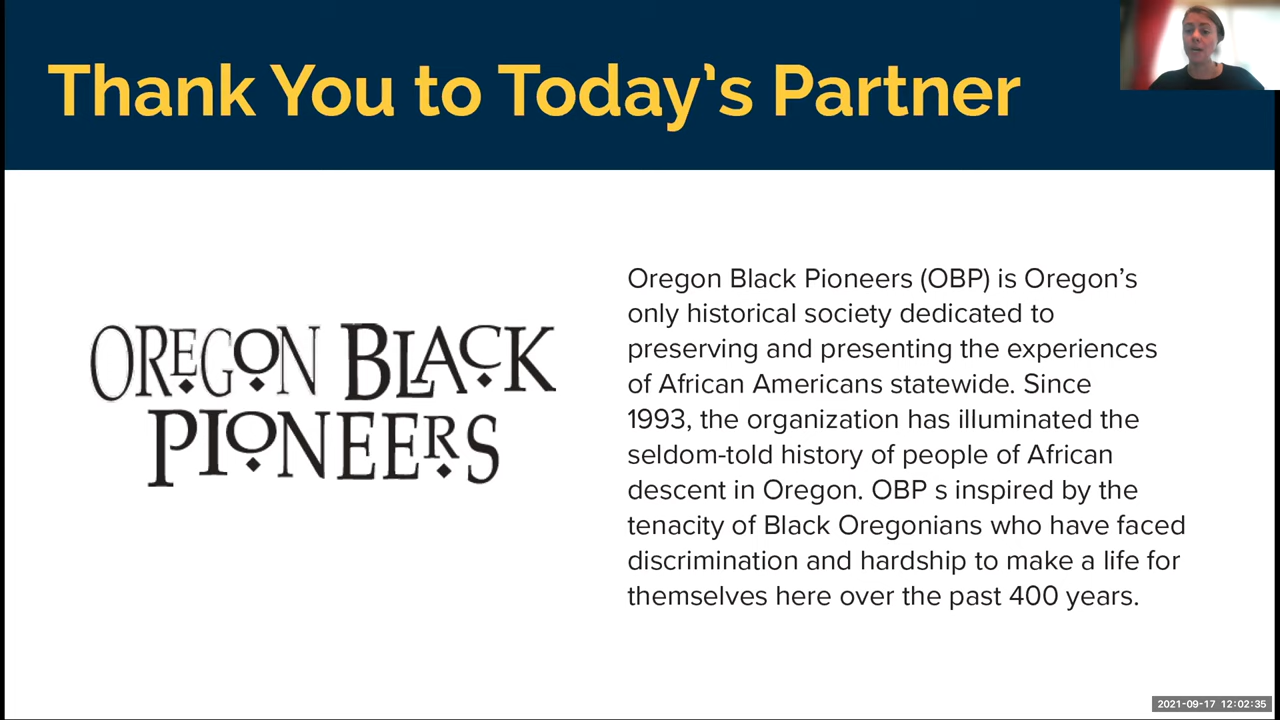 Thank You to Today’s Partner
OREGON BLACK
PIONEERS
Oregon Black Pioneers (OBP) is Oregon’s
only historical society dedicated to
preserving and presenting the experiences
of African Americans statewide. Since
1993, the organization has illuminated the
seldom-told history of people of African
descent in Oregon. OBP s inspired by the
tenacity of Black Oregonians who have faced
discrimination and hardship to make a life for
themselves here over the past 400 years.
2021-09-17 12:02:35